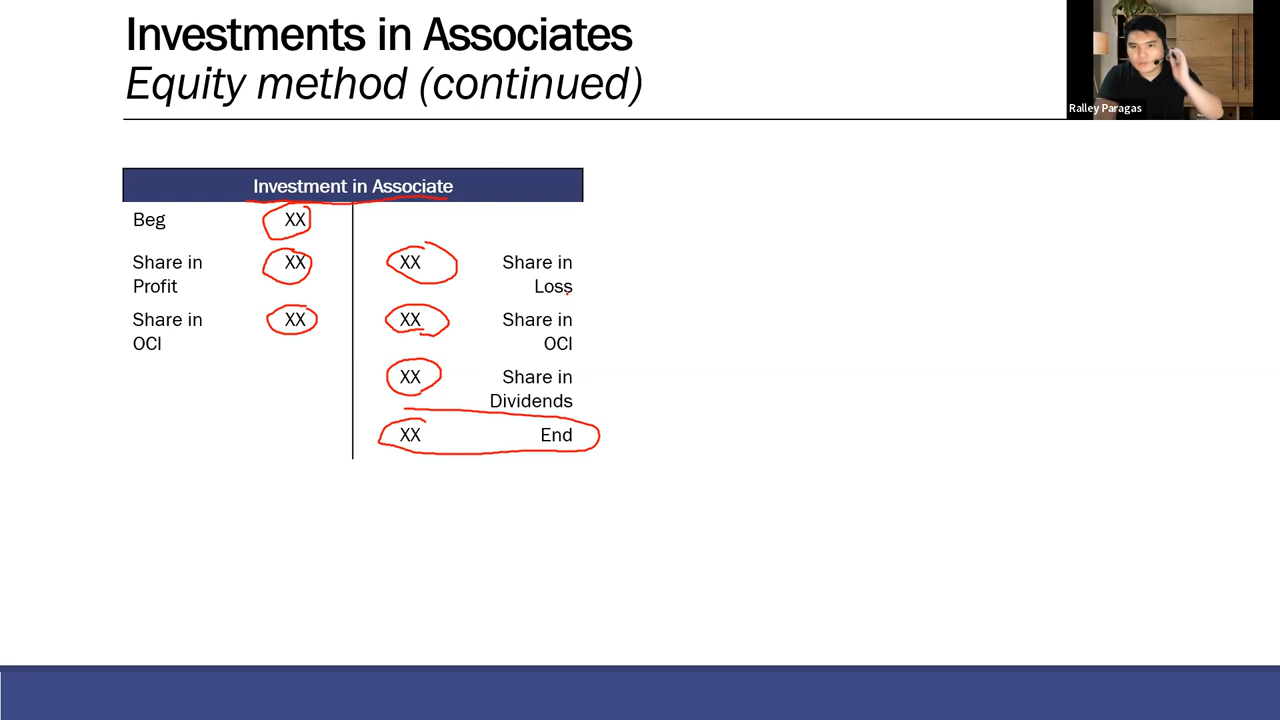 Investments in Associates
Equity method (continued)
Ralley Paragas
Investment in Associate
Beg XX
Share in XX XX Share in
Profit Loss
Share in XX XX Share in
OCI OCI
XX Share in
Dividends
XX End